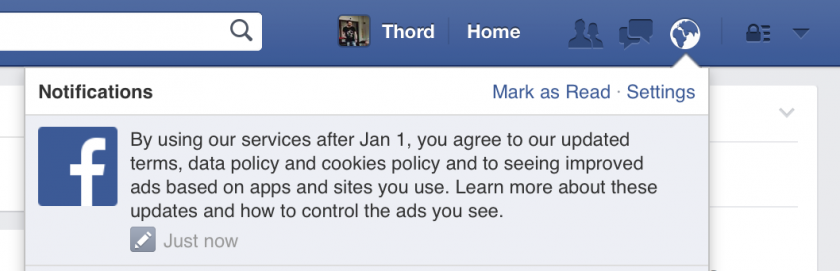 Thord Home
Notifications Mark as Read · Settings
f
By using our services after Jan 1, you agree to our updated
terms, data policy and cookies policy and to seeing improved
ads based on apps and sites you use. Learn more about these
updates and how to control the ads you see.
Just now